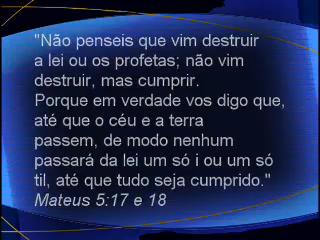 "Não penseis que vim destruir
a lei ou os profetas; não vim
destruir, mas cumprir.
Porque em verdade vos digo que,
até que o céu e a terra
passem, de modo nenhum
passará da lei um só i ou um só
til, até que tudo seja cumprido."
Mateus 5:17 e 18